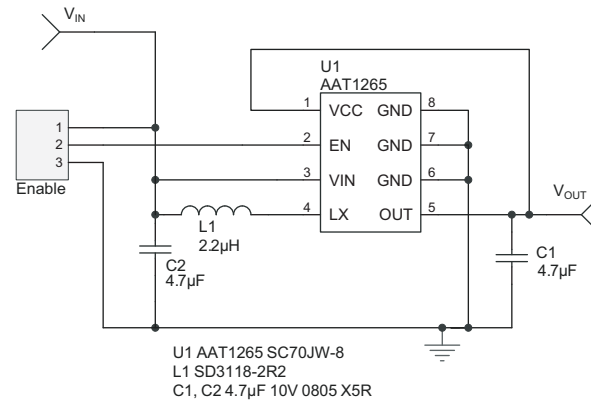 VIN
U1
AAT1265
1 VCC GND 8
1
2
3
Enable
2 EN GND 7
3 VIN GND 6
4 LX OUT 5
VOUT
L1
2.2µH
C2
4.7µF
C1
4.7µF
U1 AAT1265 SC70JW-8
L1 SD3118-2R2
C1, C2 4.7µF 10V 0805 X5R